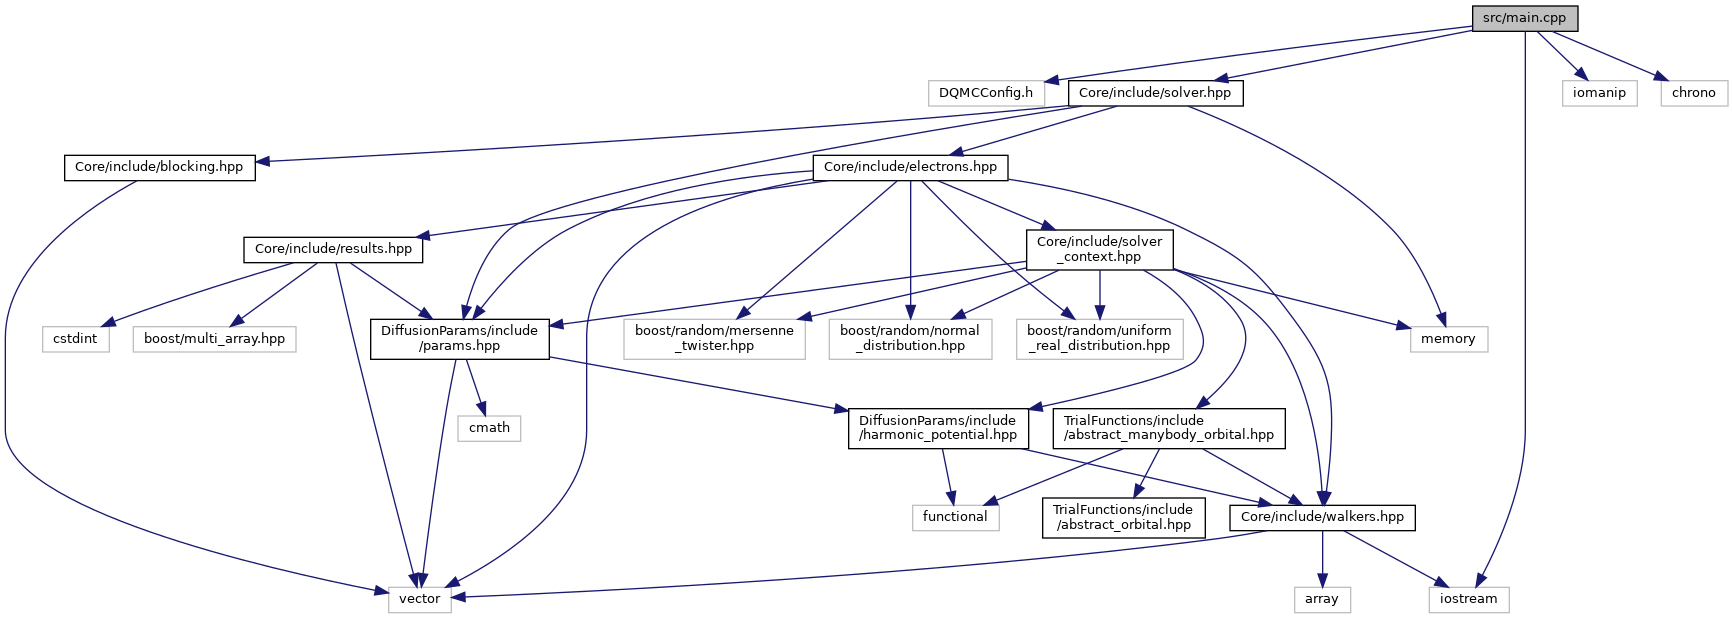 src/main.cpp
DQMCConfig.h
Core/include/solver.hpp
iomanip
chrono
Core/include/blocking.hpp
Core/include/electrons.hpp
Core/include/results.hpp
Core/include/solver
_context.hpp
cstdint
boost/multi_array.hpp
DiffusionParams/include
/params.hpp
boost/random/mersenne
_twister.hpp
boost/random/normal
_distribution.hpp
boost/random/uniform
_real_distribution.hpp
memory
cmath
DiffusionParams/include
/harmonic_potential.hpp
TrialFunctions/include
/abstract_manybody_orbital.hpp
functional
TrialFunctions/include
/abstract_orbital.hpp
Core/include/walkers.hpp
vector
array
iostream